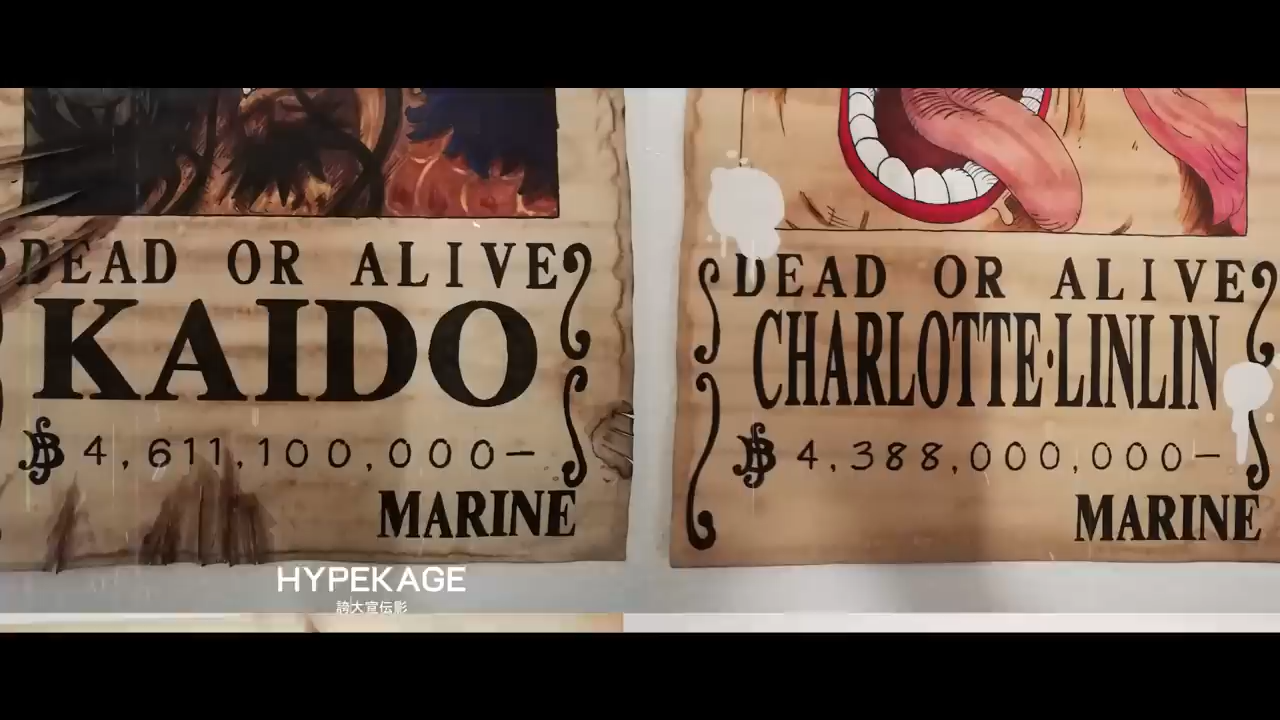 DEAD OR ALIVE
KAIDO
฿ 4,611,100,000-
MARINE
DEAD OR ALIVE
CHARLOTTE·LINLIN
฿ 4,388,000,000-
MARINE
HYPEKAGE
誇大宣伝影